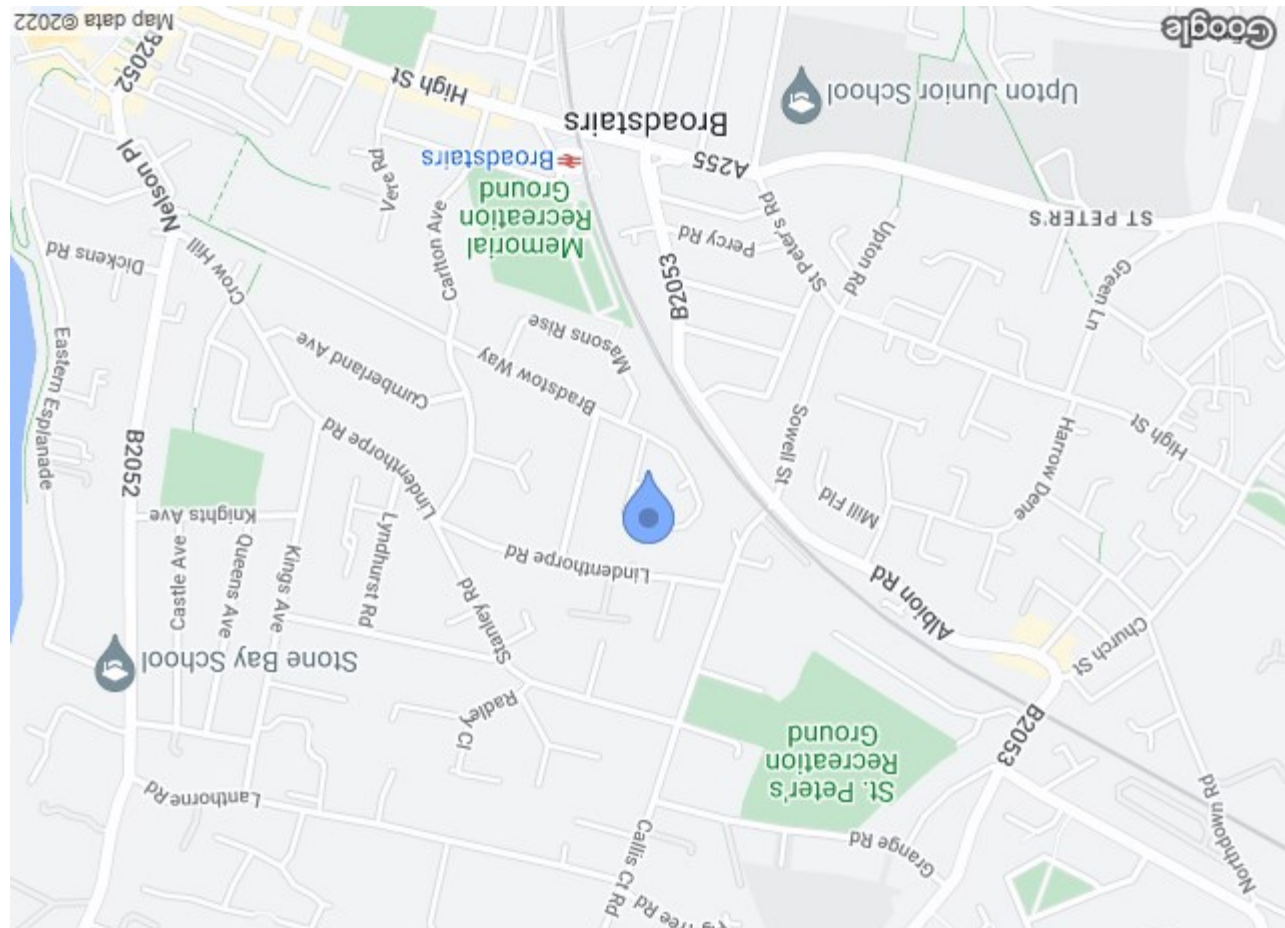 Tree Rd
Callis Ct Rd
Grange Rd
Northdown Rd
Lanthorne Rd
St. Peter's
Recreation
Ground
B2053
Radley Cl
Stone Bay School
Stanley Rd
Church St
Albion Rd
Lindenthorpe Rd
Lyndhurst Rd
Kings Ave
Queens Ave
Castle Ave
Knights Ave
Mill Fld
Harrow Dene
High St
Sowell St
Lindenthorpe Rd
B2052
Eastern Esplanade
Cumberland Ave
Bradstow Way
Masons Rise
B2053
Green Ln
Upton Rd
St Peter's Rd
Percy Rd
Carlton Ave
Crow Hill
Dickens Rd
Memorial
Recreation
Ground
ST PETER'S
Nelson Pl
Vere Rd
Broadstairs
A255
Broadstairs
Upton Junior School
High St
B2052
Google
Map data ©2022